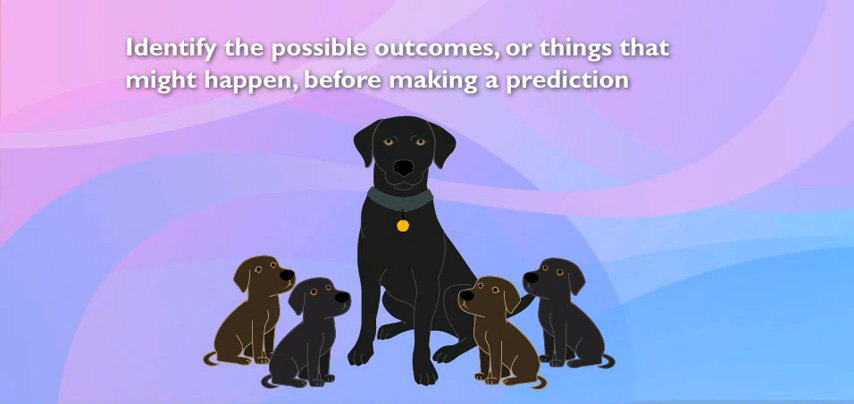 Identify the possible outcomes, or things that
might happen, before making a prediction